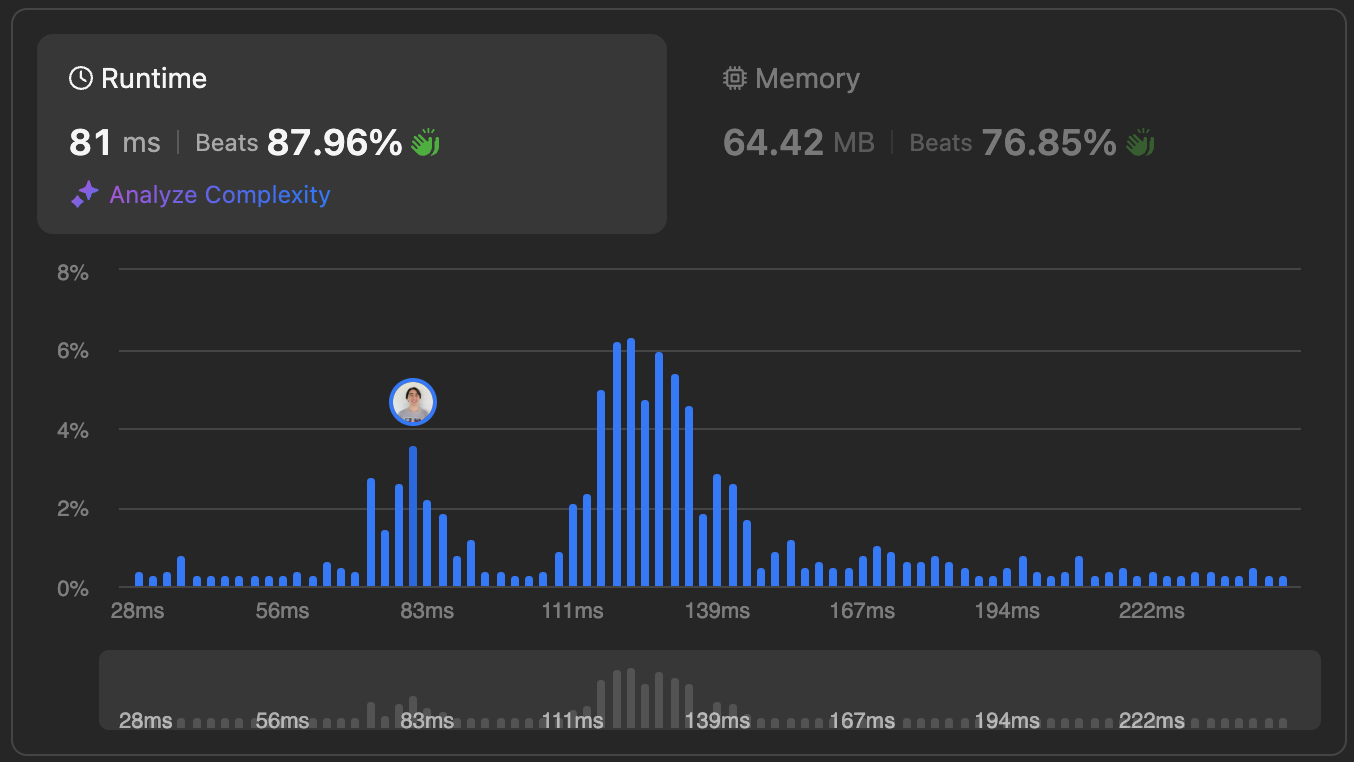 Runtime
81 ms | Beats 87.96%
Analyze Complexity
Memory
64.42 MB | Beats 76.85%
8%
6%
4%
2%
0%
28ms 56ms 83ms 111ms 139ms 167ms 194ms 222ms
28ms 56ms 83ms 111ms 139ms 167ms 194ms 222ms